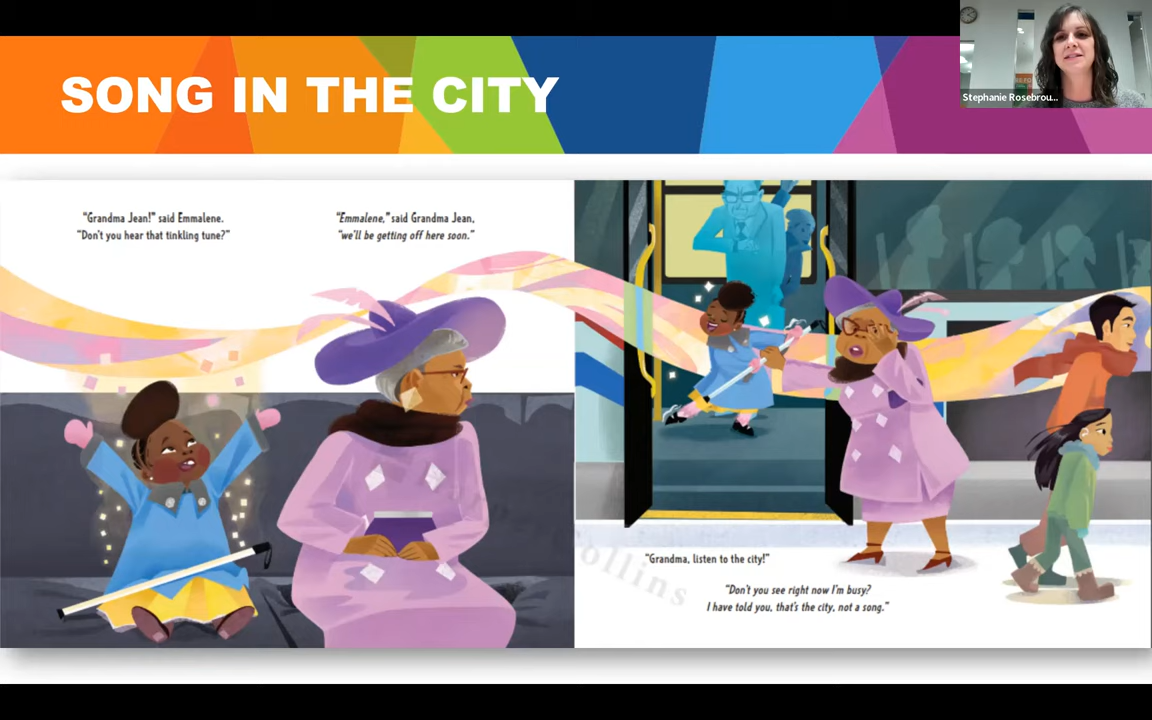 SONG IN THE CITY
Stephanie Rosebrou...
"Grandma Jean!" said Emmalene.
"Don't you hear that tinkling tune?"
"Emmalene," said Grandma Jean,
"we'll be getting off here soon."
"Grandma, listen to the city!"
"Don't you see right now I'm busy?
I have told you, that's the city, not a song."